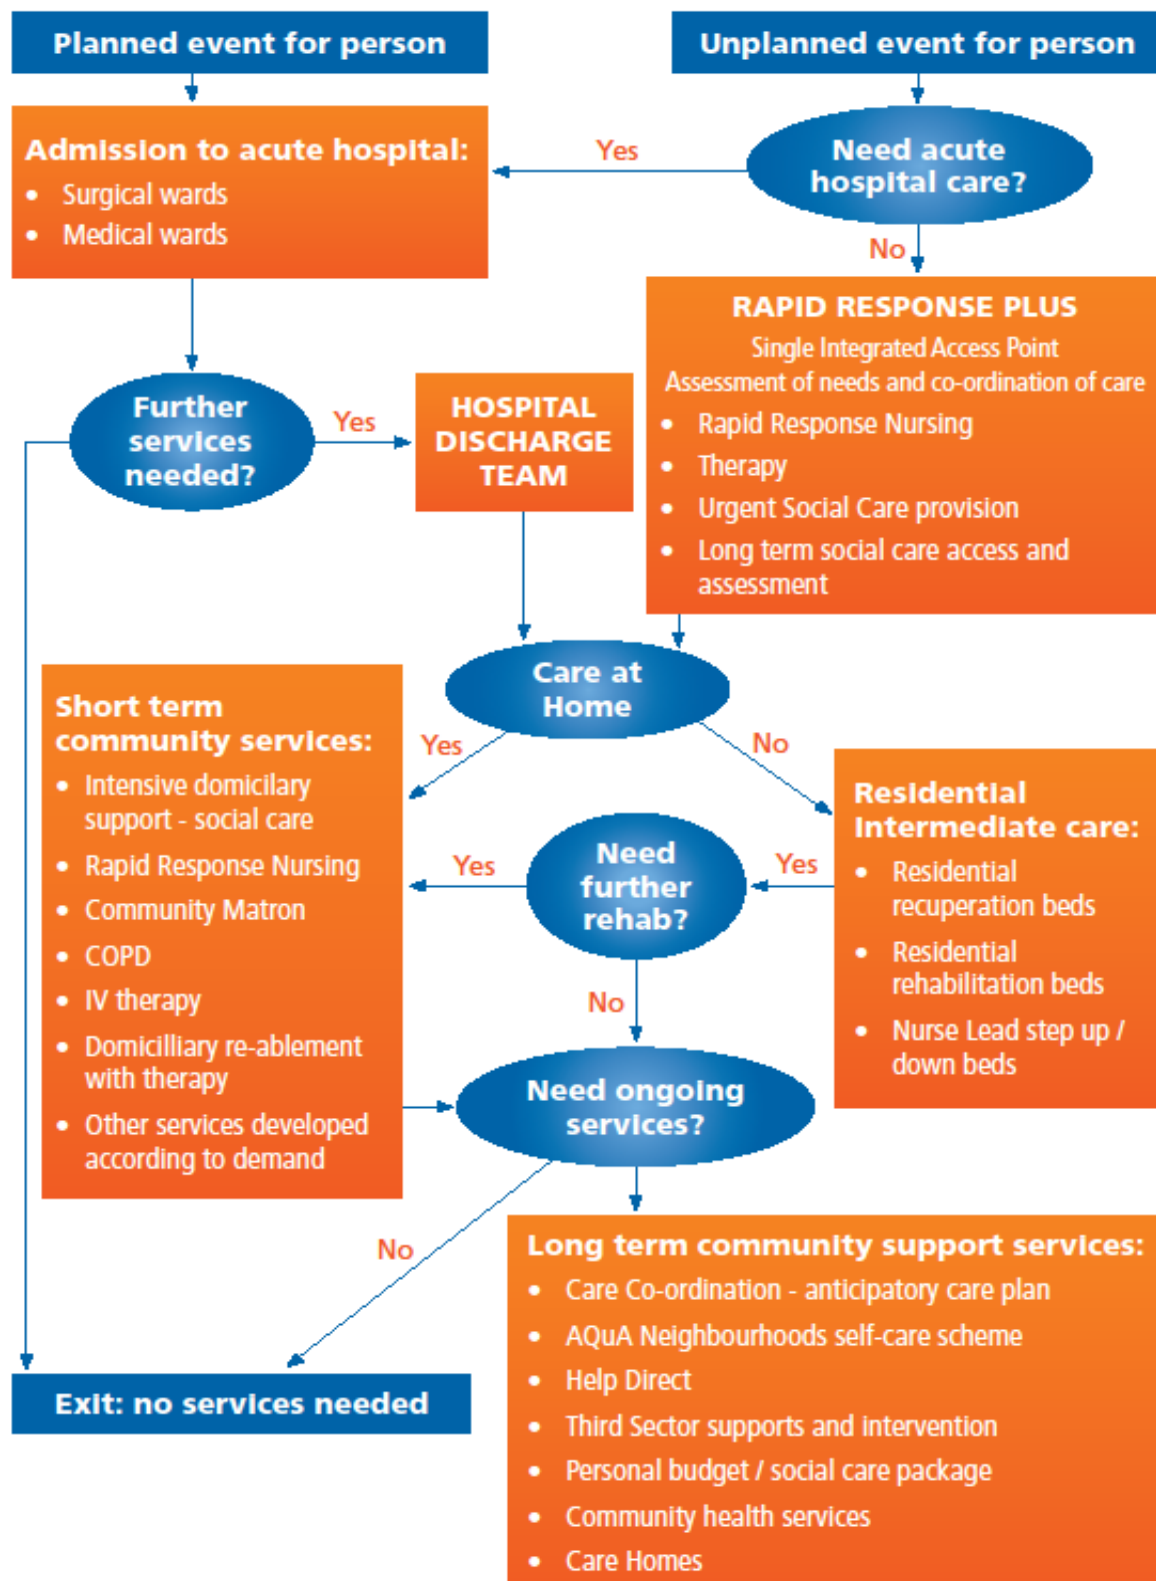 Planned event for person
Unplanned event for person
Admission to acute hospital:
• Surgical wards
• Medical wards
Yes
Need acute
hospital care?
No
RAPID RESPONSE PLUS
Single Integrated Access Point
Assessment of needs and co-ordination of care
• Rapid Response Nursing
• Therapy
• Urgent Social Care provision
• Long term social care access and
assessment
Further
services
needed?
Yes
HOSPITAL
DISCHARGE
TEAM
Care at
Home
Yes
No
Short term
community services:
• Intensive domicilary
support - social care
• Rapid Response Nursing
• Community Matron
• COPD
• IV therapy
• Domicilliary re-ablement
with therapy
• Other services developed
according to demand
Yes
Need
further
rehab?
Yes
No
Residential
Intermediate care:
• Residential
recuperation beds
• Residential
rehabilitation beds
• Nurse Lead step up /
down beds
Need ongoing
services?
No
Exit: no services needed
Long term community support services:
• Care Co-ordination - anticipatory care plan
• AQuA Neighbourhoods self-care scheme
• Help Direct
• Third Sector supports and intervention
• Personal budget / social care package
• Community health services
• Care Homes